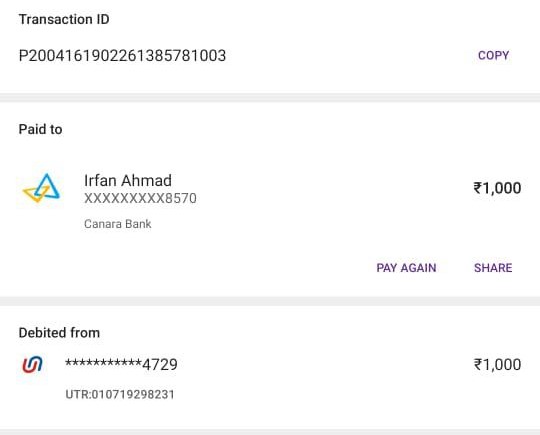 Transaction ID
P2004161902261385781003 COPY
Paid to
Irfan Ahmad ₹1,000
XXXXXXXXX8570
Canara Bank
PAY AGAIN SHARE
Debited from
***********4729 ₹1,000
UTR:010719298231